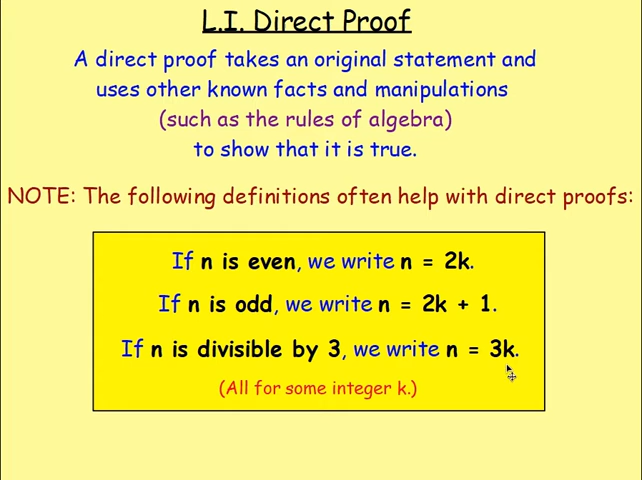 L.I. Direct Proof
A direct proof takes an original statement and
uses other known facts and manipulations
(such as the rules of algebra)
to show that it is true.
NOTE: The following definitions often help with direct proofs:
If n is even, we write n = 2k.
If n is odd, we write n = 2k + 1.
If n is divisible by 3, we write n = 3k.
(All for some integer k.)